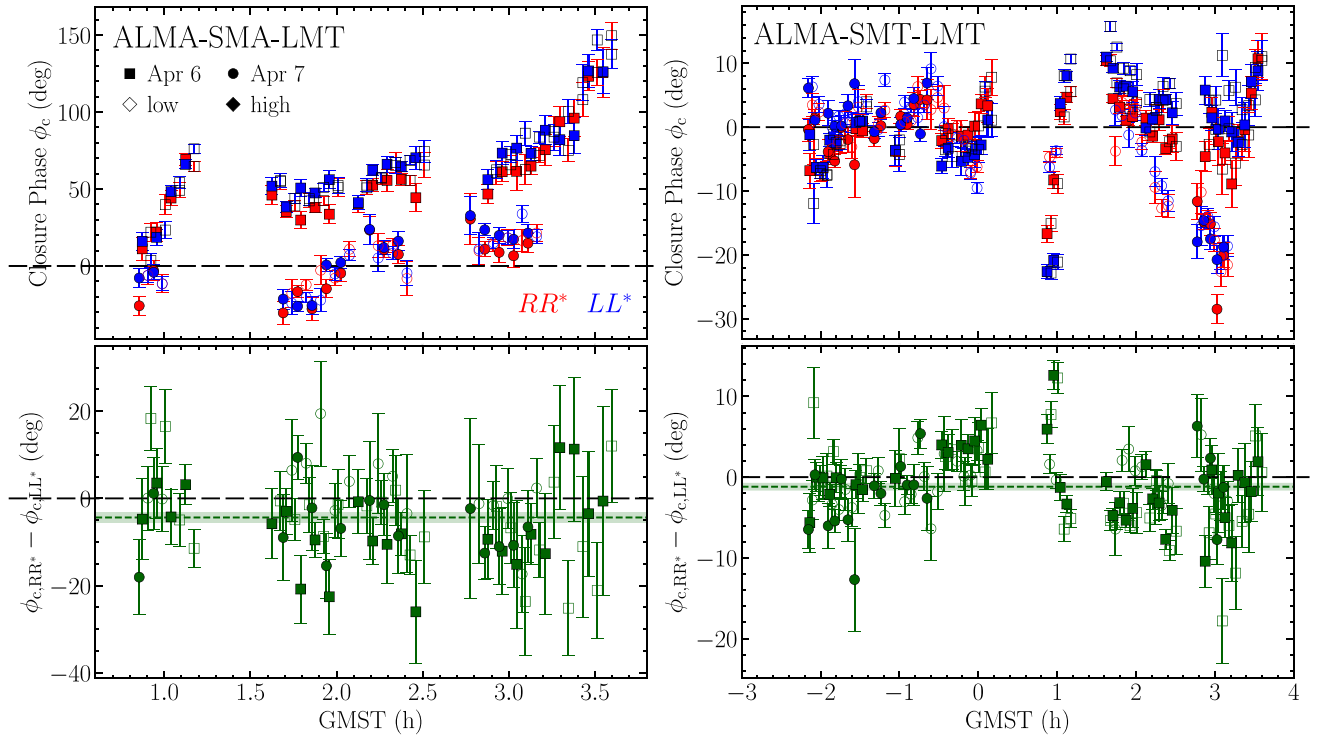 ALMA-SMA-LMT
Apr 6 Apr 7
low high
RR* LL*
Closure Phase ϕc (deg)
150
100
50
0
ϕc,RR* − ϕc,LL* (deg)
20
0
−20
−40
1.0 1.5 2.0 2.5 3.0 3.5
GMST (h)
ALMA-SMT-LMT
Closure Phase ϕc (deg)
10
0
−10
−20
−30
ϕc,RR* − ϕc,LL* (deg)
10
0
−10
−20
−3 −2 −1 0 1 2 3 4
GMST (h)